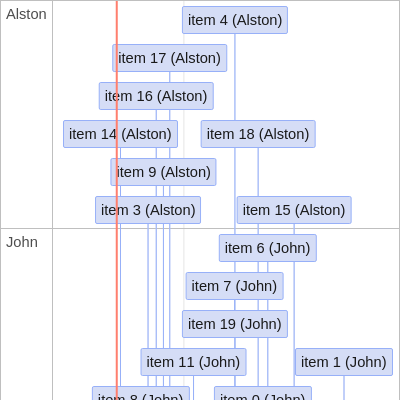 Alston
item 4 (Alston)
item 17 (Alston)
item 16 (Alston)
item 14 (Alston)
item 18 (Alston)
item 9 (Alston)
item 3 (Alston)
item 15 (Alston)
John
item 6 (John)
item 7 (John)
item 19 (John)
item 11 (John)
item 1 (John)
item 8 (John)
item 0 (John)